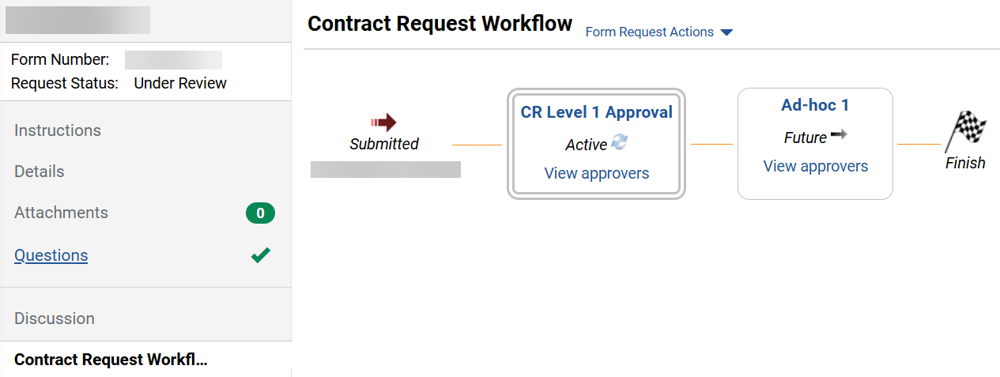 Form Number:
Request Status: Under Review
Instructions
Details
Attachments 0
Questions
Discussion
Contract Request Workfl...
Contract Request Workflow Form Request Actions
Submitted
CR Level 1 Approval
Active
View approvers
Ad-hoc 1
Future
View approvers
Finish